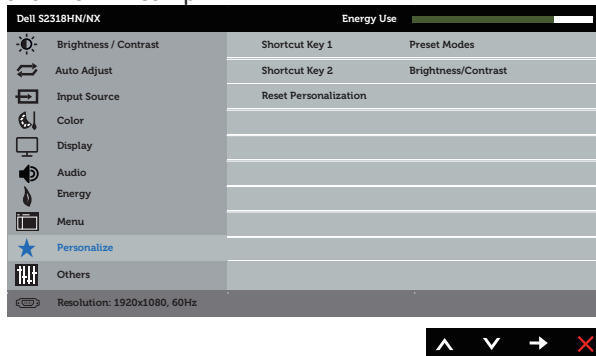 Dell S2318HN/NX Energy Use
Brightness / Contrast Shortcut Key 1 Preset Modes
Auto Adjust Shortcut Key 2 Brightness/Contrast
Input Source Reset Personalization
Color
Display
Audio
Energy
Menu
Personalize
Others
Resolution: 1920x1080, 60Hz